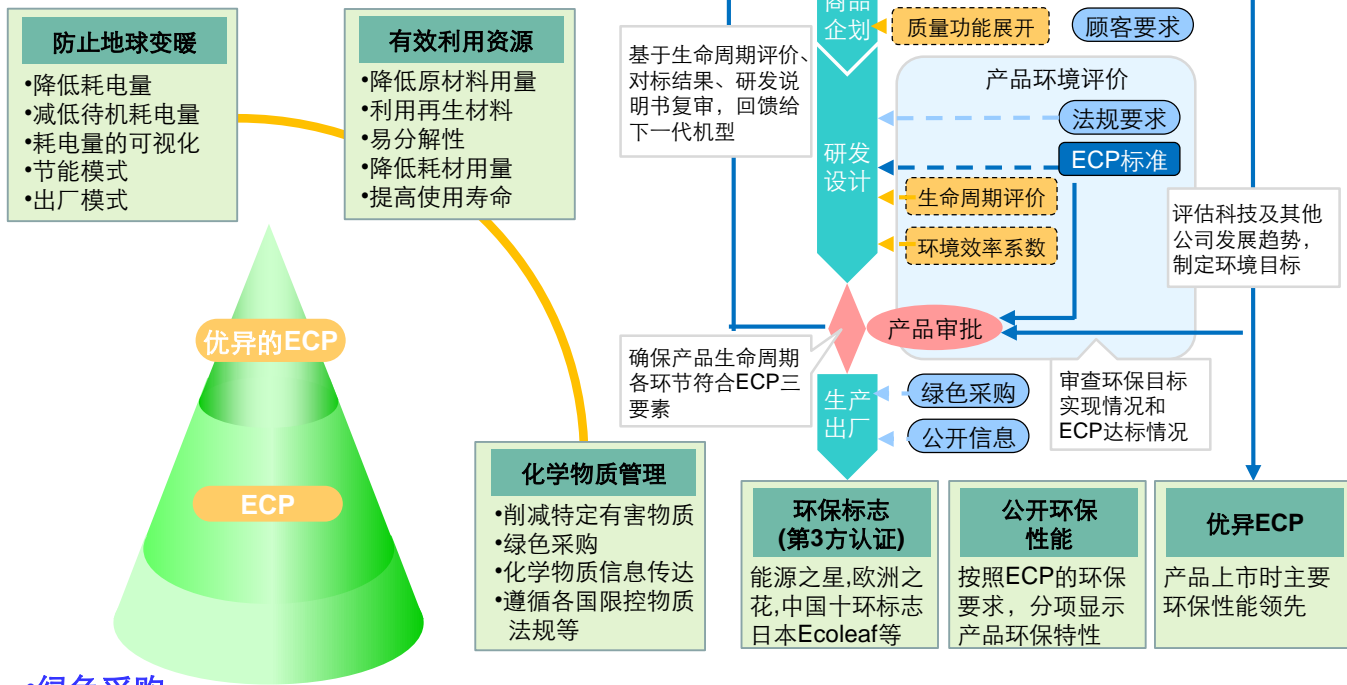 防止地球变暖
•降低耗电量
•减低待机耗电量
•耗电量的可视化
•节能模式
•出厂模式
有效利用资源
•降低原材料用量
•利用再生材料
•易分解性
•降低耗材用量
•提高使用寿命
优异的ECP
ECP
化学物质管理
•削减特定有害物质
•绿色采购
•化学物质信息传达
•遵循各国限控物质
法规等
商品
企划
质量功能展开
顾客要求
基于生命周期评价、
对标结果、研发说
明书复审，回馈给
下一代机型
产品环境评价
法规要求
ECP标准
研发
设计
生命周期评价
环境效率系数
评估科技及其他
公司发展趋势，
制定环境目标
产品审批
确保产品生命周期
各环节符合ECP三
要素
审查环保目标
实现情况和
ECP达标情况
生产
出厂
绿色采购
公开信息
环保标志
(第3方认证)
能源之星,欧洲之
花,中国十环标志
日本Ecoleaf等
公开环保
性能
按照ECP的环保
要求，分项显示
产品环保特性
优异ECP
产品上市时主要
环保性能领先
•绿色采购